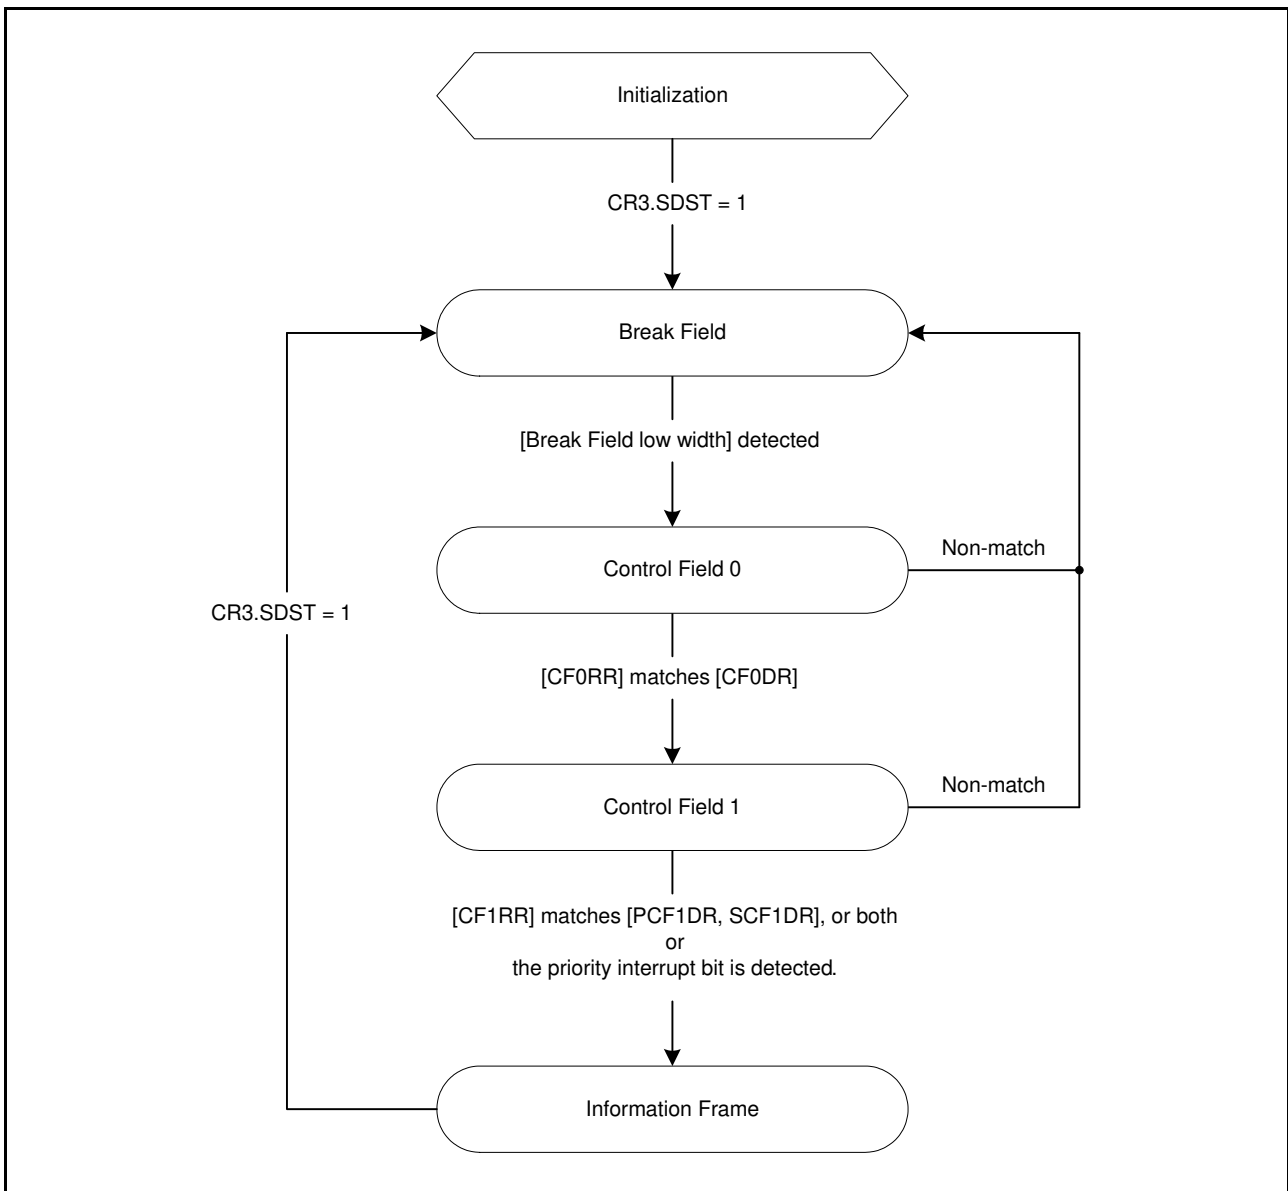 Initialization
CR3.SDST = 1
Break Field
[Break Field low width] detected
Control Field 0
Non-match
CR3.SDST = 1
[CF0RR] matches [CF0DR]
Control Field 1
Non-match
[CF1RR] matches [PCF1DR, SCF1DR], or both
or
the priority interrupt bit is detected.
Information Frame